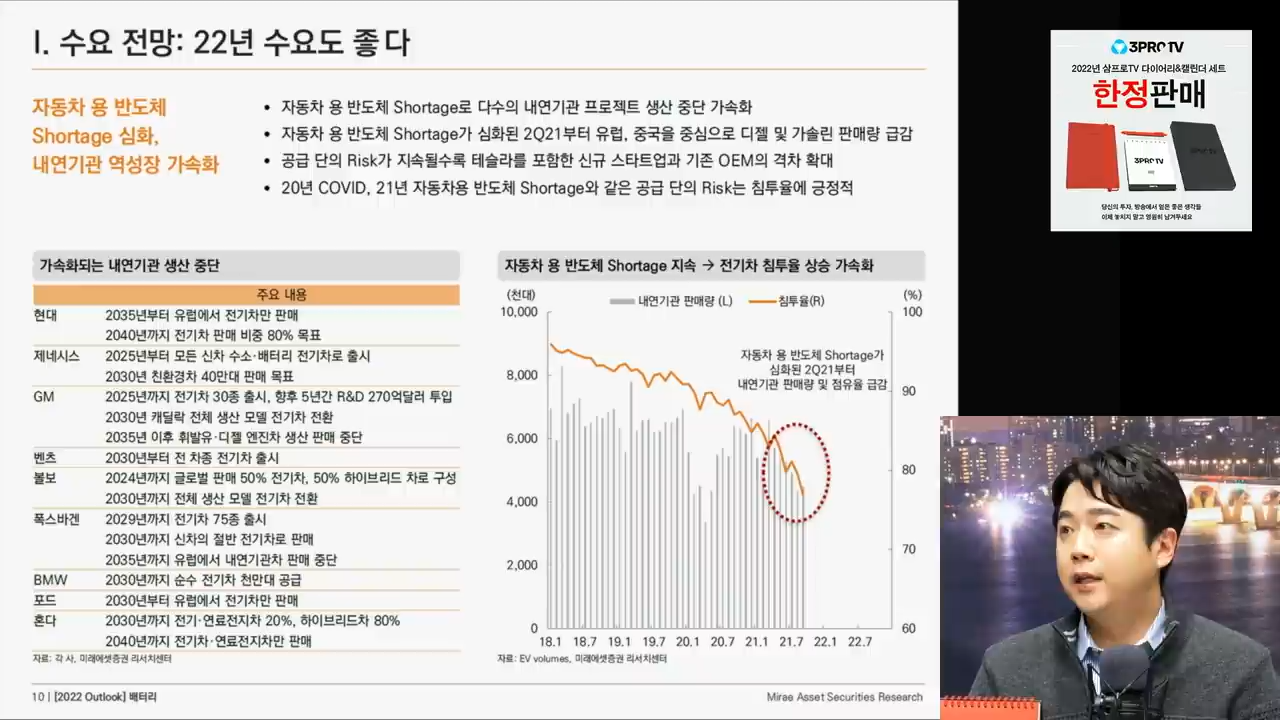 I. 수요 전망: 22년 수요도 좋다
자동차 용 반도체
Shortage 심화,
내연기관 역성장 가속화
• 자동차 용 반도체 Shortage로 다수의 내연기관 프로젝트 생산 중단 가속화
• 자동차 용 반도체 Shortage가 심화된 2Q21부터 유럽, 중국을 중심으로 디젤 및 가솔린 판매량 급감
• 공급 단의 Risk가 지속될수록 테슬라를 포함한 신규 스타트업과 기존 OEM의 격차 확대
• 20년 COVID, 21년 자동차용 반도체 Shortage와 같은 공급 단의 Risk는 침투율에 긍정적
가속화되는 내연기관 생산 중단
주요 내용
현대 2035년부터 유럽에서 전기차만 판매
2040년까지 전기차 판매 비중 80% 목표
제네시스 2025년부터 모든 신차 수소·배터리 전기차로 출시
2030년 친환경차 40만대 판매 목표
GM 2025년까지 전기차 30종 출시, 향후 5년간 R&D 270억달러 투입
2030년 캐딜락 전체 생산 모델 전기차 전환
2035년 이후 휘발유·디젤 엔진차 생산 판매 중단
벤츠 2030년부터 전 차종 전기차 출시
볼보 2024년까지 글로벌 판매 50% 전기차, 50% 하이브리드 차로 구성
2030년까지 전체 생산 모델 전기차 전환
폭스바겐 2029년까지 전기차 75종 출시
2030년까지 신차의 절반 전기차로 판매
2035년까지 유럽에서 내연기관차 판매 중단
BMW 2030년까지 순수 전기차 천만대 공급
포드 2030년부터 유럽에서 전기차만 판매
혼다 2030년까지 전기·연료전지차 20%, 하이브리드차 80%
2040년까지 전기차·연료전지차만 판매
자료: 각 사, 미래에셋증권 리서치센터
자동차 용 반도체 Shortage 지속 → 전기차 침투율 상승 가속화
(천대) 내연기관 판매량 (L) 침투율(R) (%)
10,000 100
자동차 용 반도체 Shortage가
심화된 2Q21부터
내연기관 판매량 및 점유율 급감
8,000 90
6,000 80
4,000 70
2,000
0 60
18.1 18.7 19.1 19.7 20.1 20.7 21.1 21.7 22.1 22.7
자료: EV volumes, 미래에셋증권 리서치센터
10 | [2022 Outlook] 배터리
Mirae Asset Securities Research
3PRO TV
2022년 삼프로TV 다이어리&캘린더 세트
한정판매
3PRO TV
당신의 투자, 방송에서 얻은 좋은 생각들
이제 놓치지 말고 영원히 남겨두세요